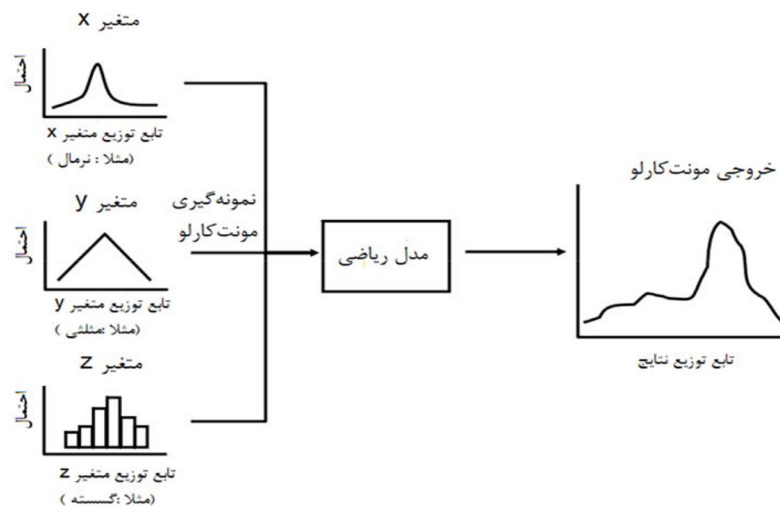 متغیر x
احتمال
تابع توزیع متغیر x
(مثلا : نرمال )
متغیر y
احتمال
تابع توزیع متغیر y
(مثلا :مثلثی )
متغیر z
احتمال
تابع توزیع متغیر z
(مثلا :گسسته )
نمونه‌گیری
مونت‌کارلو
مدل ریاضی
خروجی مونت‌کارلو
تابع توزیع نتایج